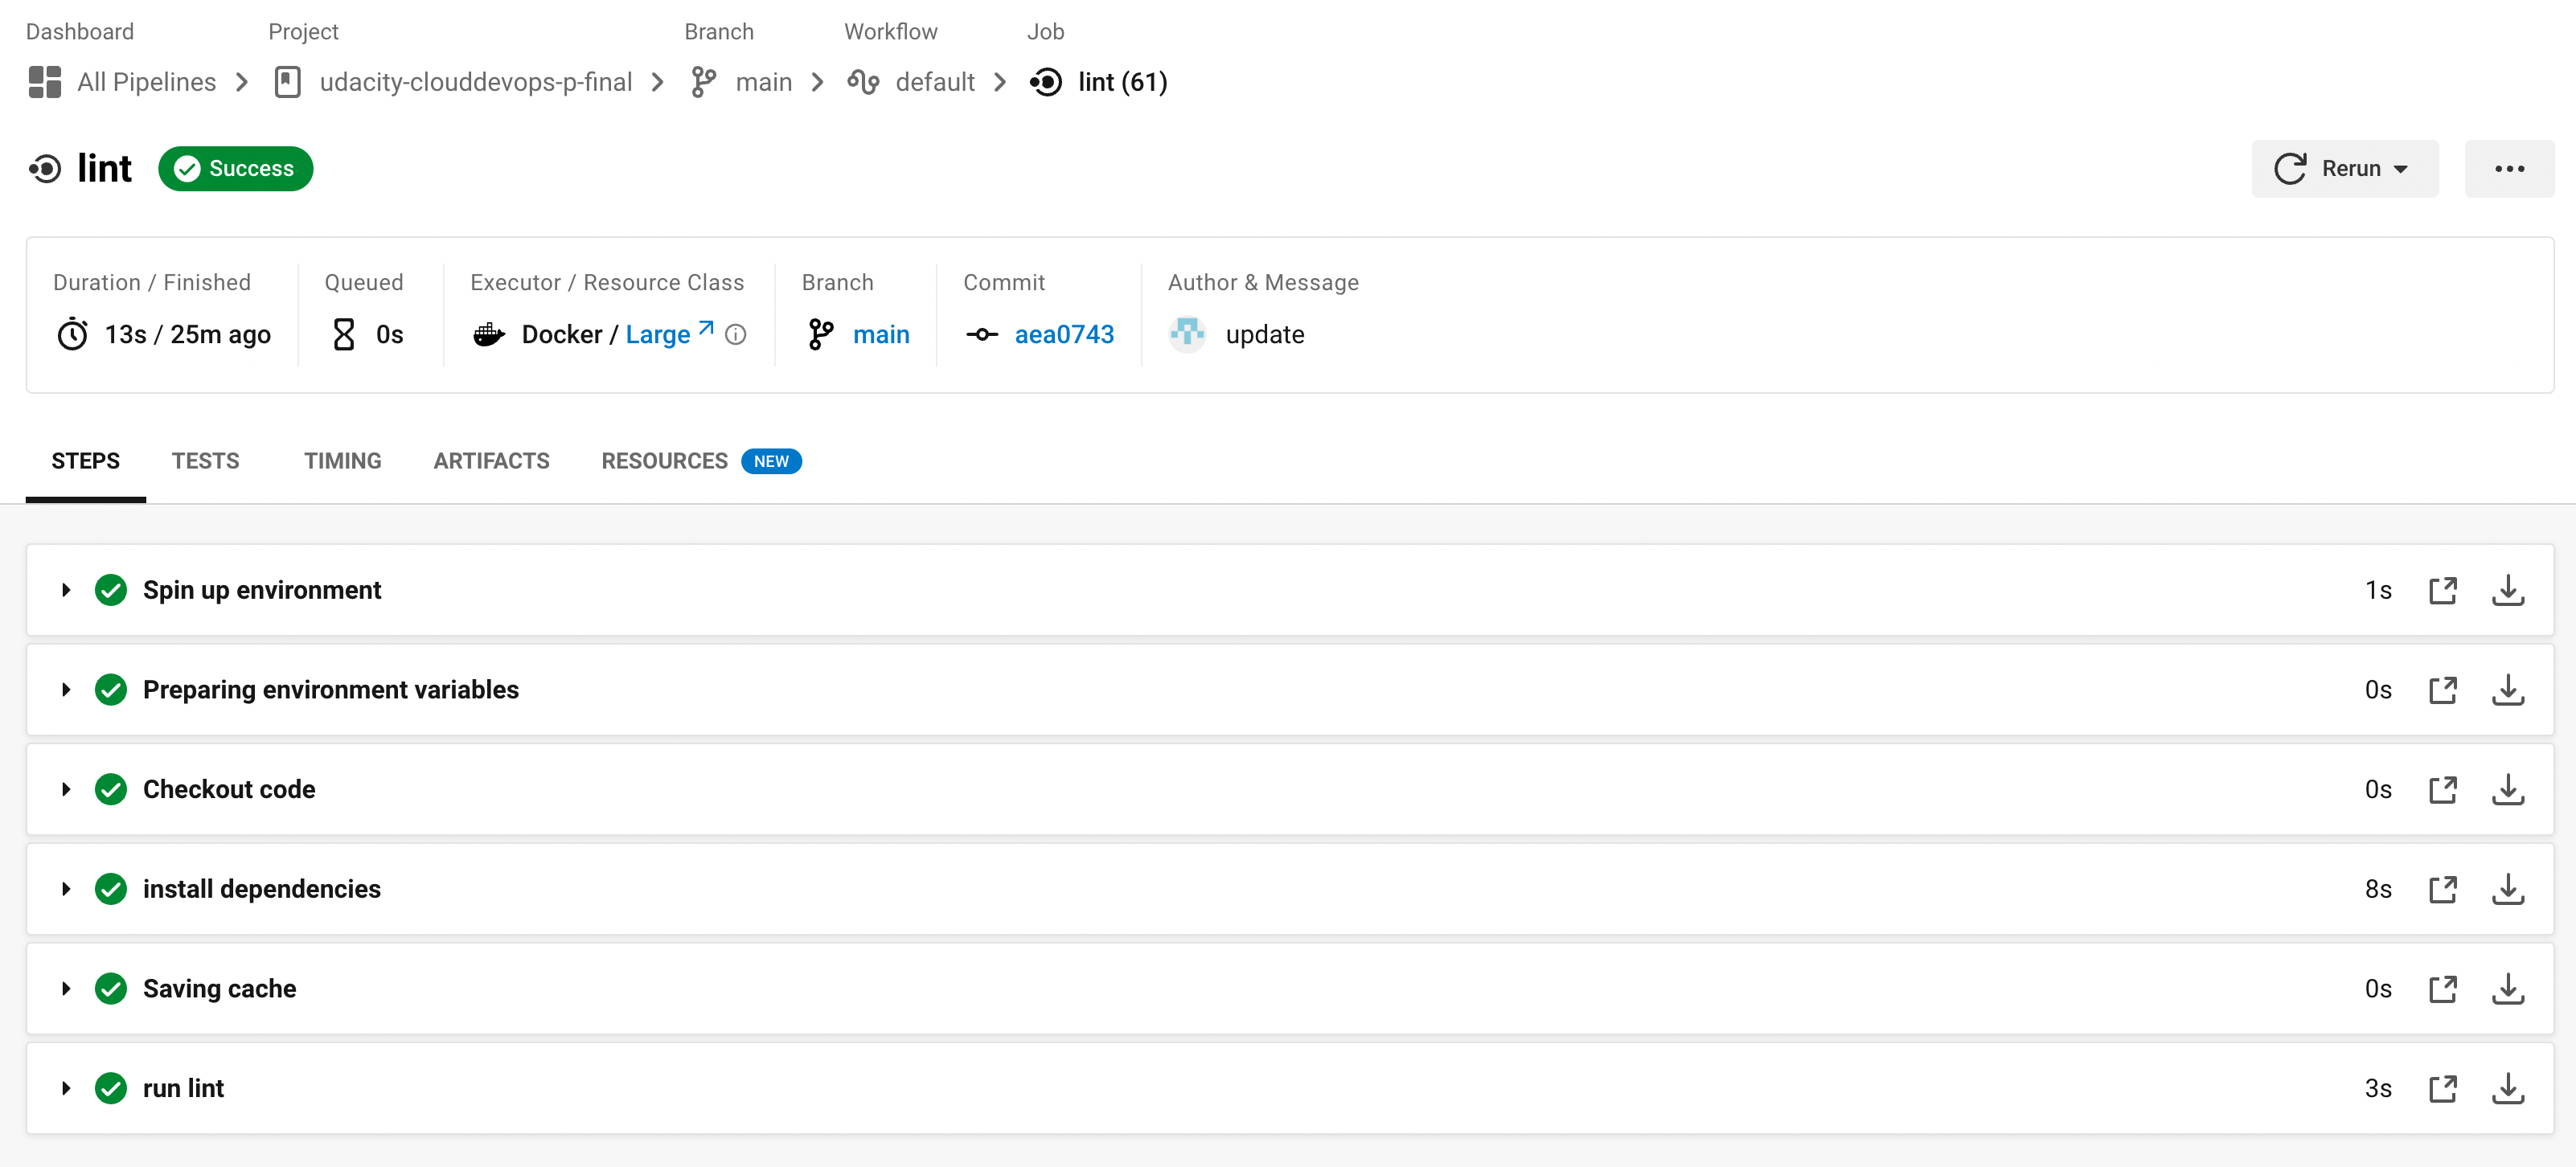 Dashboard Project Branch Workflow Job
All Pipelines udacity-clouddevops-p-final main default lint (61)
lint Success Rerun
Duration / Finished Queued Executor / Resource Class Branch Commit Author & Message
13s / 25m ago 0s Docker / Large main aea0743 update
STEPS TESTS TIMING ARTIFACTS RESOURCES NEW
Spin up environment 1s
Preparing environment variables 0s
Checkout code 0s
install dependencies 8s
Saving cache 0s
run lint 3s